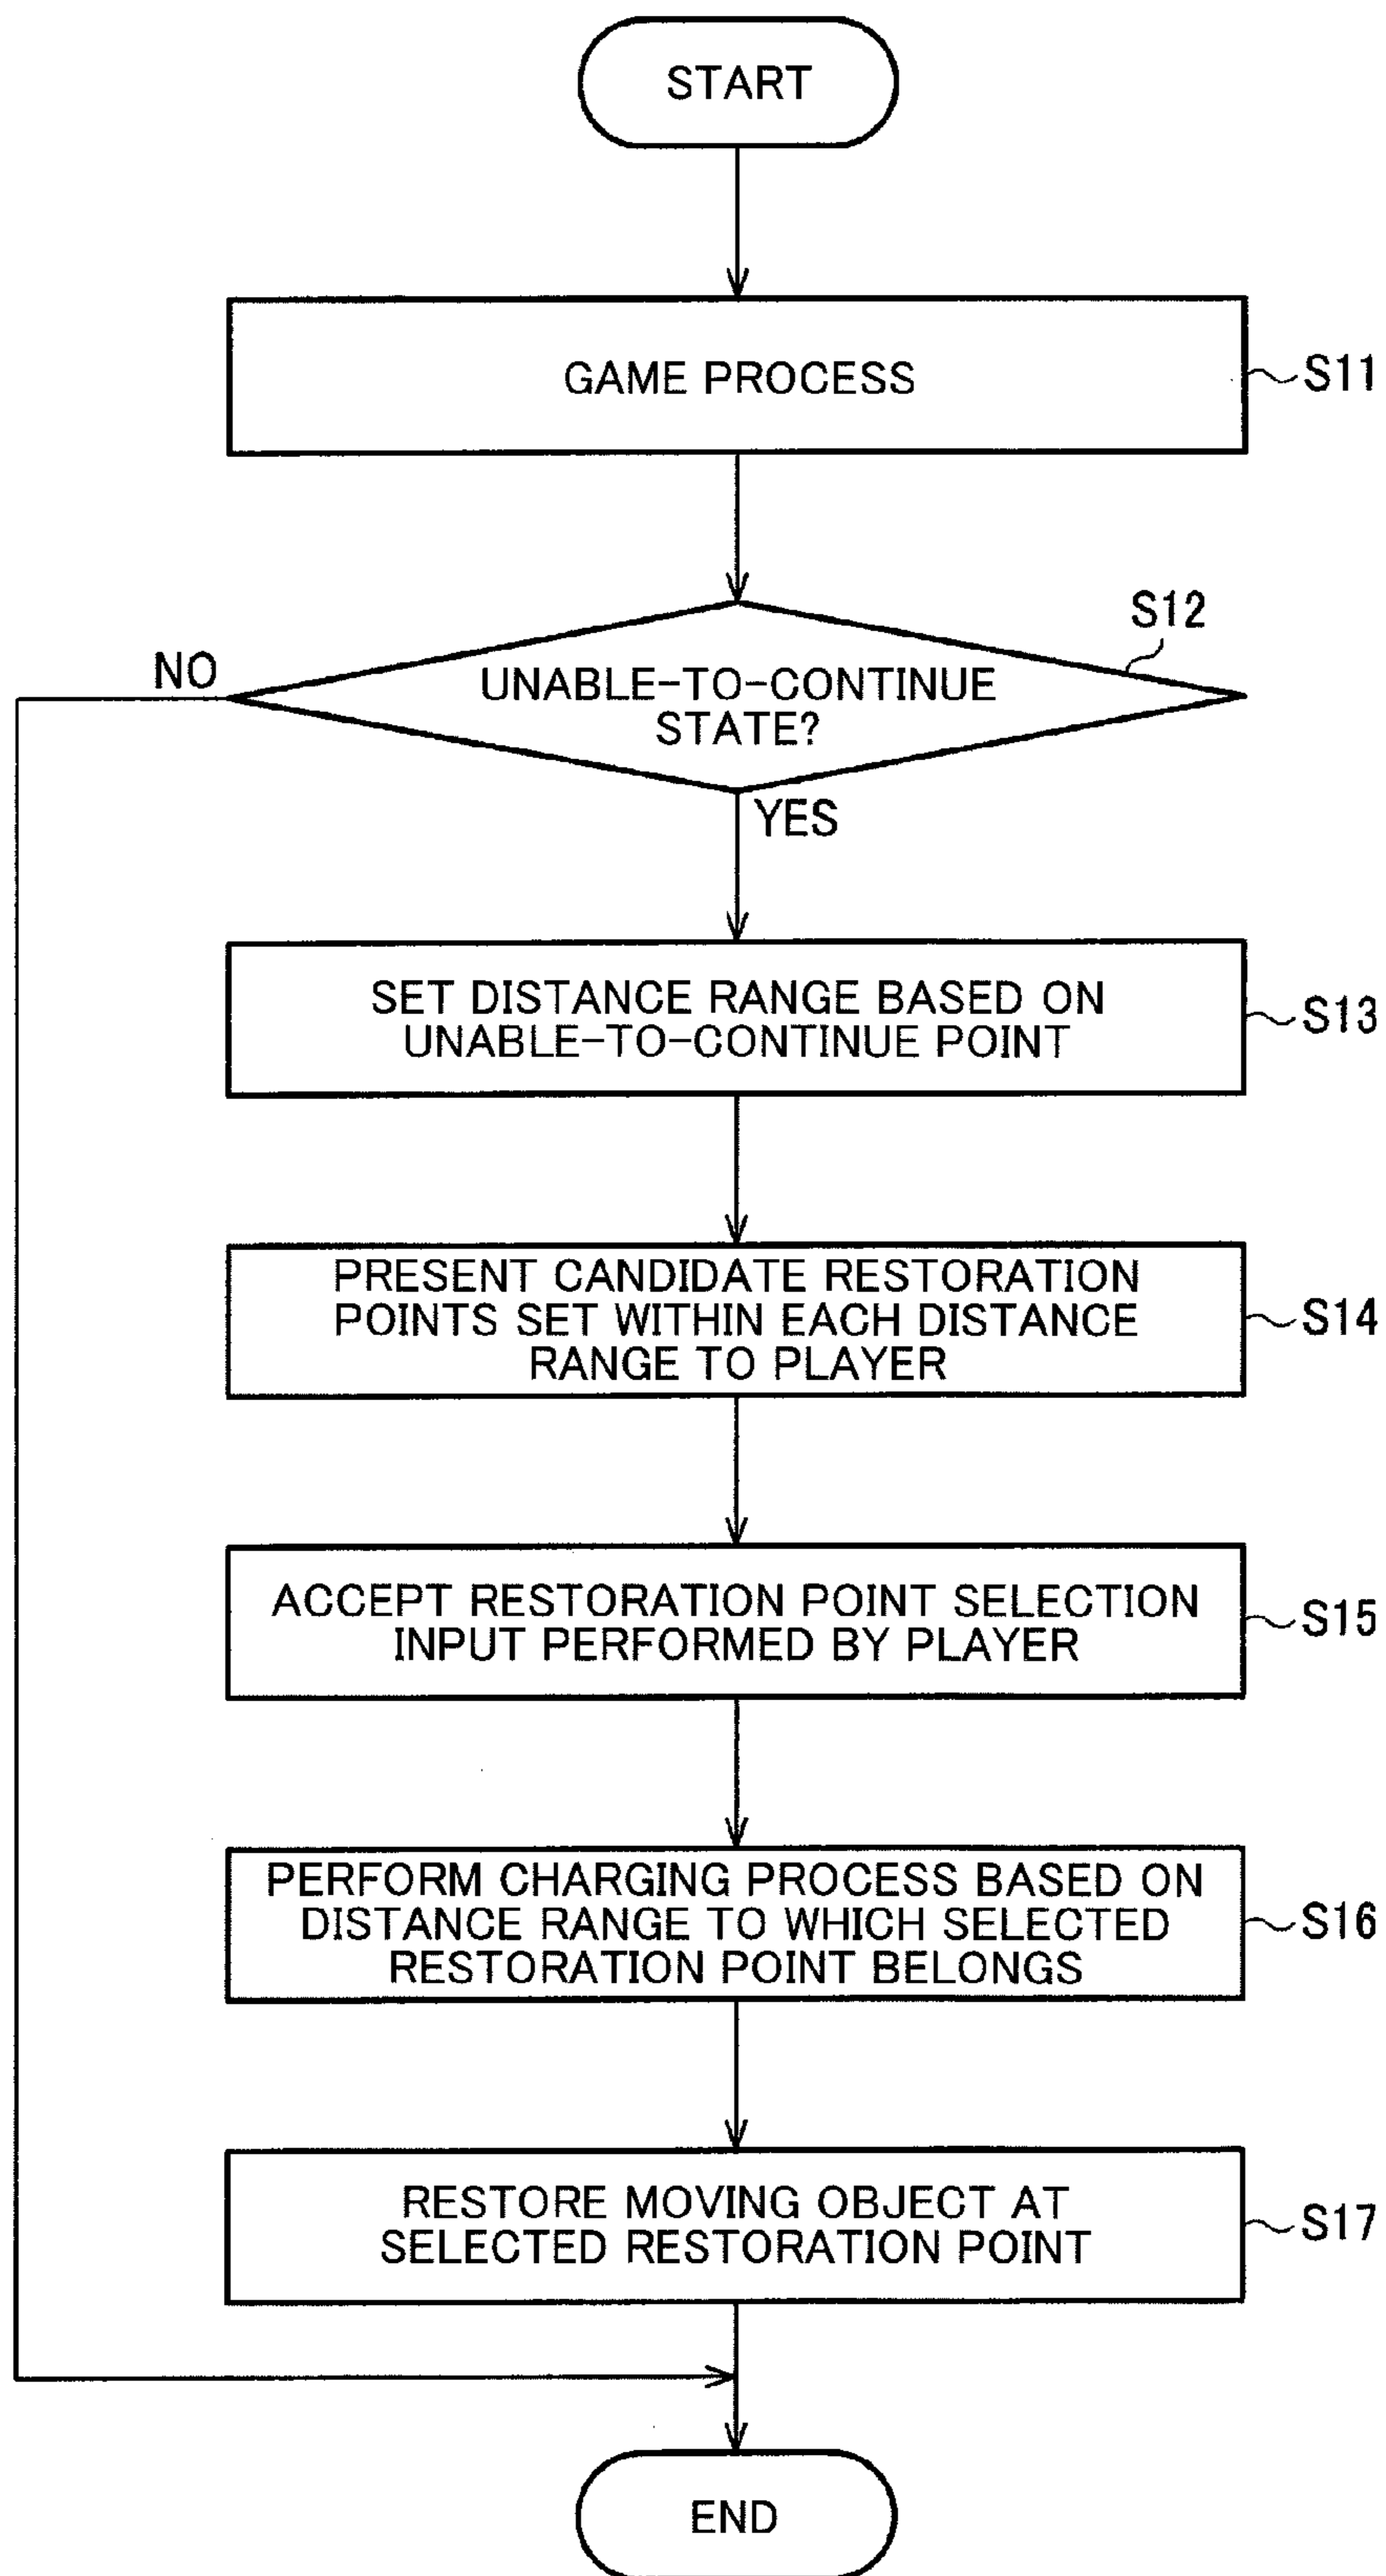 START
GAME PROCESS
S11
S12
NO
UNABLE-TO-CONTINUE
STATE?
YES
SET DISTANCE RANGE BASED ON
UNABLE-TO-CONTINUE POINT
S13
PRESENT CANDIDATE RESTORATION
POINTS SET WITHIN EACH DISTANCE
RANGE TO PLAYER
S14
ACCEPT RESTORATION POINT SELECTION
INPUT PERFORMED BY PLAYER
S15
PERFORM CHARGING PROCESS BASED ON
DISTANCE RANGE TO WHICH SELECTED
RESTORATION POINT BELONGS
S16
RESTORE MOVING OBJECT AT
SELECTED RESTORATION POINT
S17
END